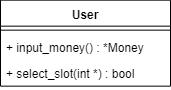 User
+ input_money() : *Money
+ select_slot(int *) : bool